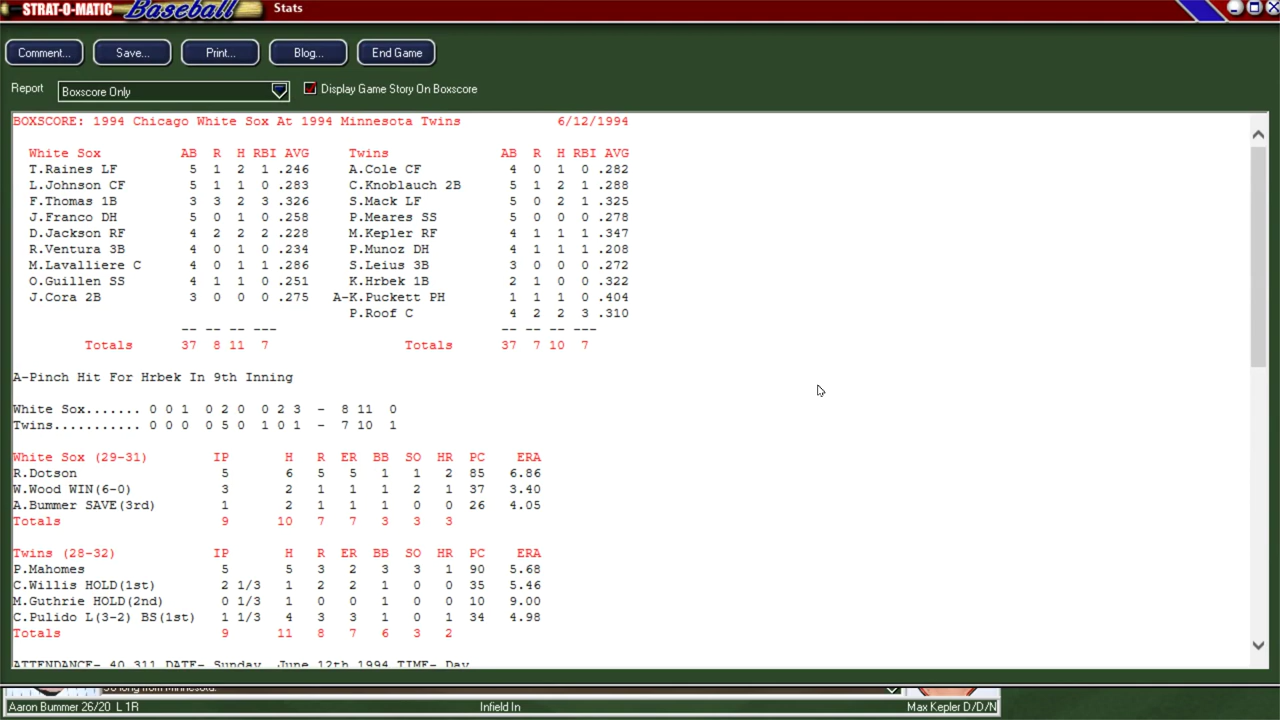 STRAT-O-MATIC Baseball Stats
Comment... Save... Print... Blog... End Game
Report Boxscore Only Display Game Story On Boxscore
BOXSCORE: 1994 Chicago White Sox At 1994 Minnesota Twins 6/12/1994
White Sox AB R H RBI AVG Twins AB R H RBI AVG
T.Raines LF 5 1 2 1 .246 A.Cole CF 4 0 1 0 .282
L.Johnson CF 5 1 1 0 .283 C.Knoblauch 2B 5 1 2 1 .288
F.Thomas 1B 3 3 2 3 .326 S.Mack LF 5 0 2 1 .325
J.Franco DH 5 0 1 0 .258 P.Meares SS 5 0 0 0 .278
D.Jackson RF 4 2 2 2 .228 M.Kepler RF 4 1 1 1 .347
R.Ventura 3B 4 0 1 0 .234 P.Munoz DH 4 1 1 1 .208
M.Lavalliere C 4 0 1 1 .286 S.Leius 3B 3 0 0 0 .272
O.Guillen SS 4 1 1 0 .251 K.Hrbek 1B 2 1 0 0 .322
J.Cora 2B 3 0 0 0 .275 A-K.Puckett PH 1 1 1 0 .404
P.Roof C 4 2 2 3 .310
-- -- -- --- -- -- -- ---
Totals 37 8 11 7 Totals 37 7 10 7
A-Pinch Hit For Hrbek In 9th Inning
White Sox....... 0 0 1 0 2 0 0 2 3 - 8 11 0
Twins........... 0 0 0 0 5 0 1 0 1 - 7 10 1
White Sox (29-31) IP H R ER BB SO HR PC ERA
R.Dotson 5 6 5 5 1 1 2 85 6.86
W.Wood WIN(6-0) 3 2 1 1 1 2 1 37 3.40
A.Bummer SAVE(3rd) 1 2 1 1 1 0 0 26 4.05
Totals 9 10 7 7 3 3 3
Twins (28-32) IP H R ER BB SO HR PC ERA
P.Mahomes 5 5 3 2 3 3 1 90 5.68
C.Willis HOLD(1st) 2 1/3 1 2 2 1 0 0 35 5.46
M.Guthrie HOLD(2nd) 0 1/3 1 0 0 1 0 0 10 9.00
C.Pulido L(3-2) BS(1st) 1 1/3 4 3 3 1 0 1 34 4.98
Totals 9 11 8 7 6 3 2
ATTENDANCE- 40,311 DATE- Sunday, June 12th 1994 TIME- Day
So long from Minnesota.
Aaron Bummer 26/20 L 1R Infield In Max Kepler D/D/N